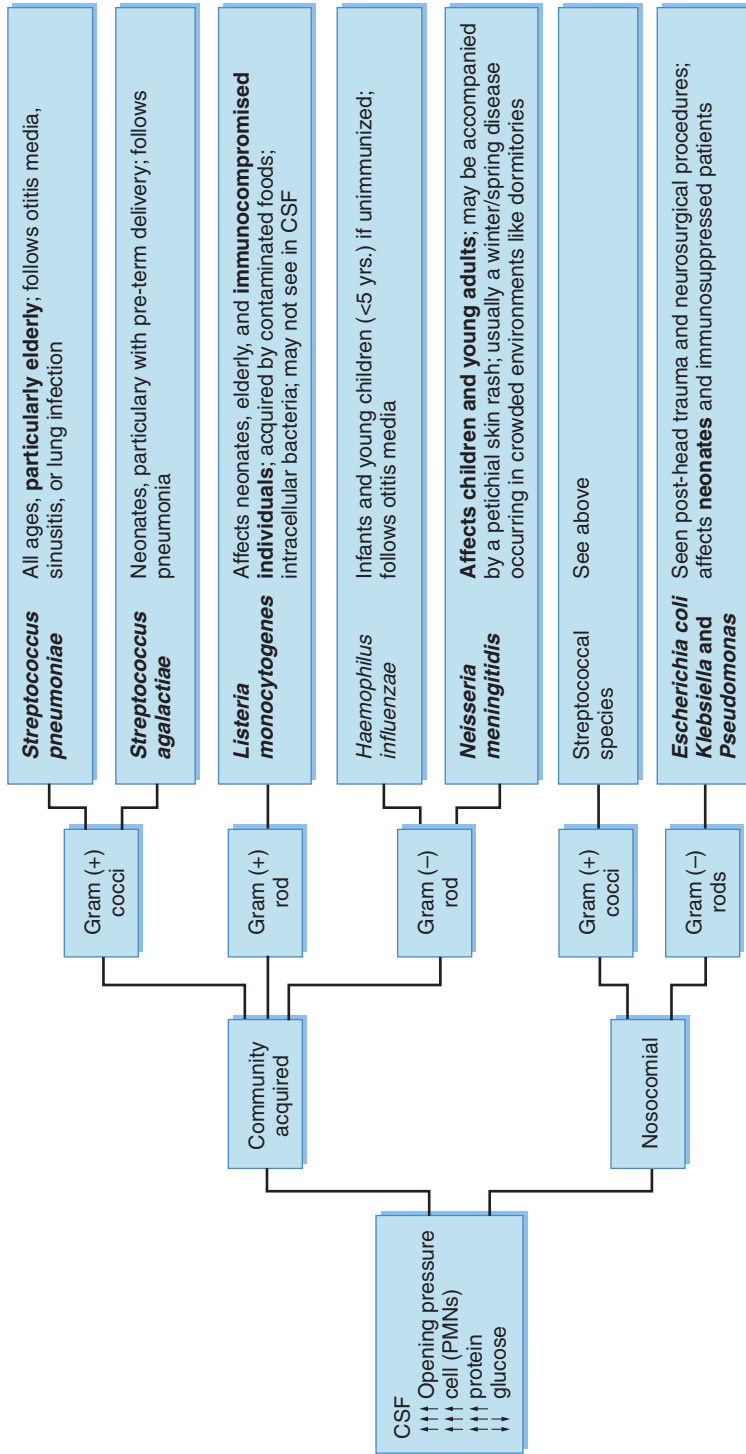 CSF
Opening pressure
cell (PMNs)
protein
glucose
Community
acquired
Nosocomial
Gram (+)
cocci
Gram (+)
rod
Gram (–)
rod
Gram (+)
cocci
Gram (–)
rods
Streptococcus
pneumoniae
All ages, particularly elderly; follows otitis media,
sinusitis, or lung infection
Streptococcus
agalactiae
Neonates, particulary with pre-term delivery; follows
pneumonia
Listeria
monocytogenes
Affects neonates, elderly, and immunocompromised
individuals; acquired by contaminated foods;
intracellular bacteria; may not see in CSF
Haemophilus
influenzae
Infants and young children (<5 yrs.) if unimmunized;
follows otitis media
Neisseria
meningitidis
Affects children and young adults; may be accompanied
by a petichial skin rash; usually a winter/spring disease
occurring in crowded environments like dormitories
Streptococcal
species
See above
Escherichia coli
Klebsiella and
Pseudomonas
Seen post-head trauma and neurosurgical procedures;
affects neonates and immunosuppressed patients